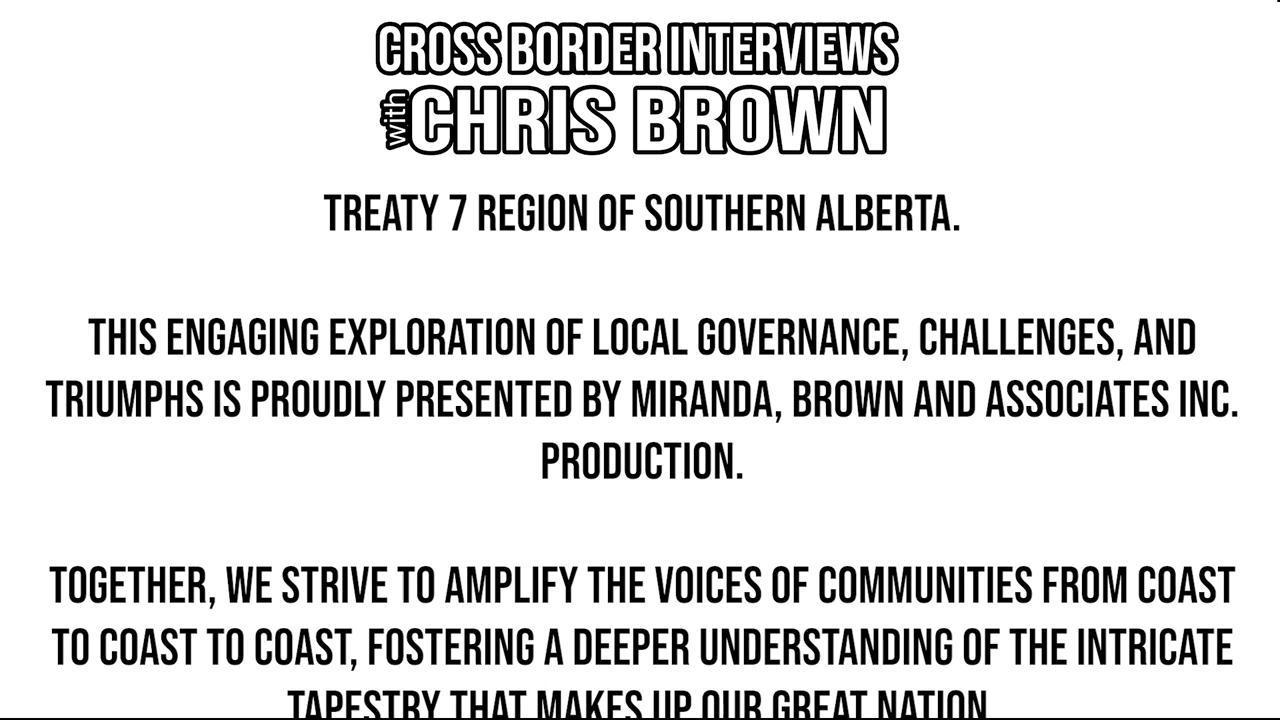 CROSS BORDER INTERVIEWS
with CHRIS BROWN
TREATY 7 REGION OF SOUTHERN ALBERTA.
THIS ENGAGING EXPLORATION OF LOCAL GOVERNANCE, CHALLENGES, AND
TRIUMPHS IS PROUDLY PRESENTED BY MIRANDA, BROWN AND ASSOCIATES INC.
PRODUCTION.
TOGETHER, WE STRIVE TO AMPLIFY THE VOICES OF COMMUNITIES FROM COAST
TO COAST TO COAST, FOSTERING A DEEPER UNDERSTANDING OF THE INTRICATE
TAPESTRY THAT MAKES UP OUR GREAT NATION